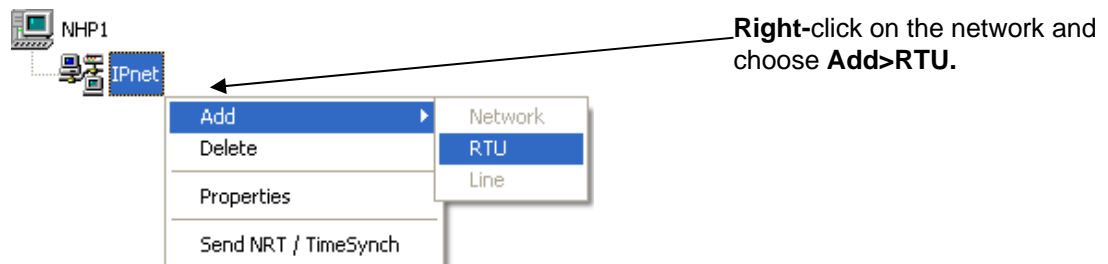 NHP1
Right-click on the network and
choose Add>RTU.
IPnet
Add
Network
Delete
RTU
Line
Properties
Send NRT / TimeSynch